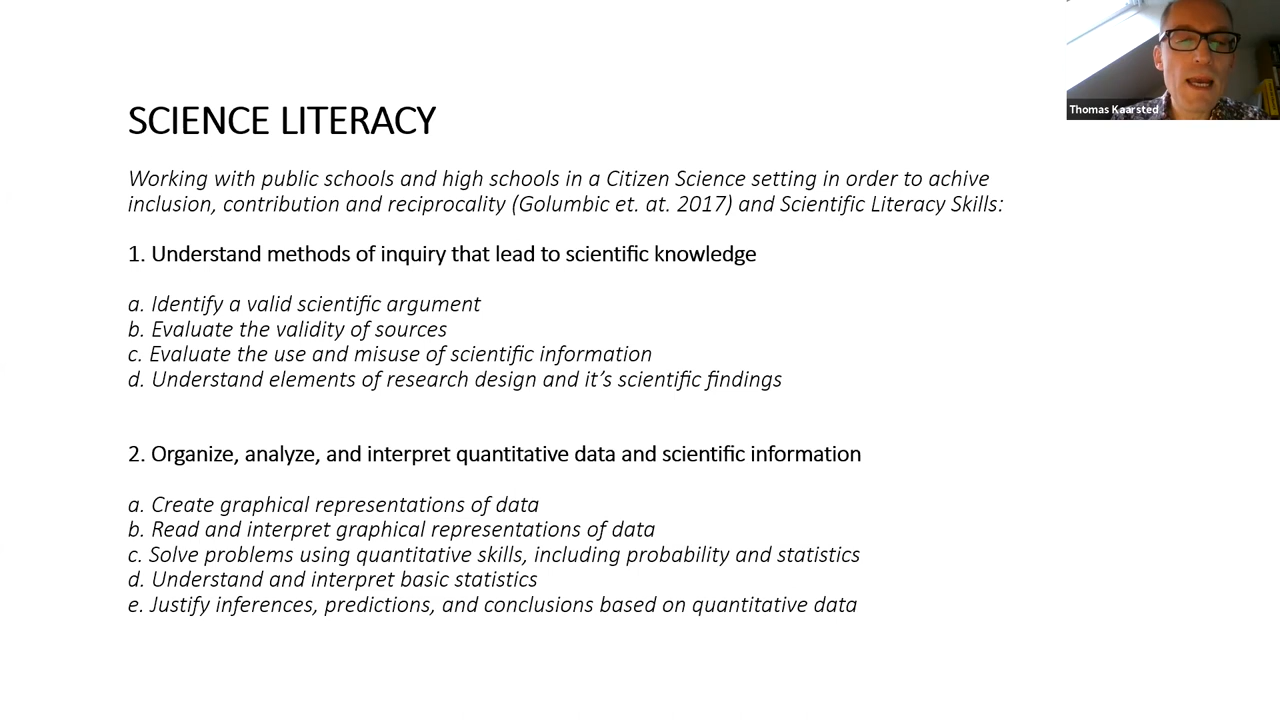 SCIENCE LITERACY
Working with public schools and high schools in a Citizen Science setting in order to achive
inclusion, contribution and reciprocality (Golumbic et. at. 2017) and Scientific Literacy Skills:
1. Understand methods of inquiry that lead to scientific knowledge
a. Identify a valid scientific argument
b. Evaluate the validity of sources
c. Evaluate the use and misuse of scientific information
d. Understand elements of research design and it’s scientific findings
2. Organize, analyze, and interpret quantitative data and scientific information
a. Create graphical representations of data
b. Read and interpret graphical representations of data
c. Solve problems using quantitative skills, including probability and statistics
d. Understand and interpret basic statistics
e. Justify inferences, predictions, and conclusions based on quantitative data
Thomas Kaarsted